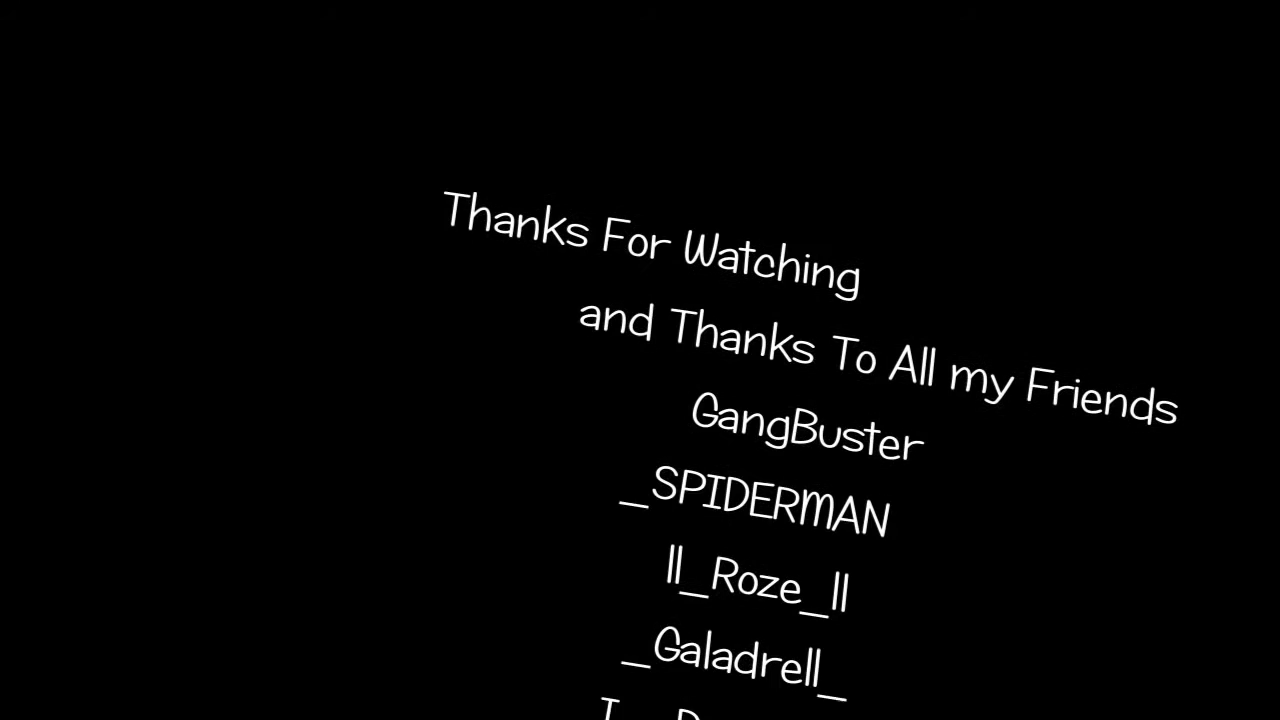 Thanks For Watching
and Thanks To All my Friends
GangBuster
_SPIDERMAN
ll_Roze_ll
_Galadrell_